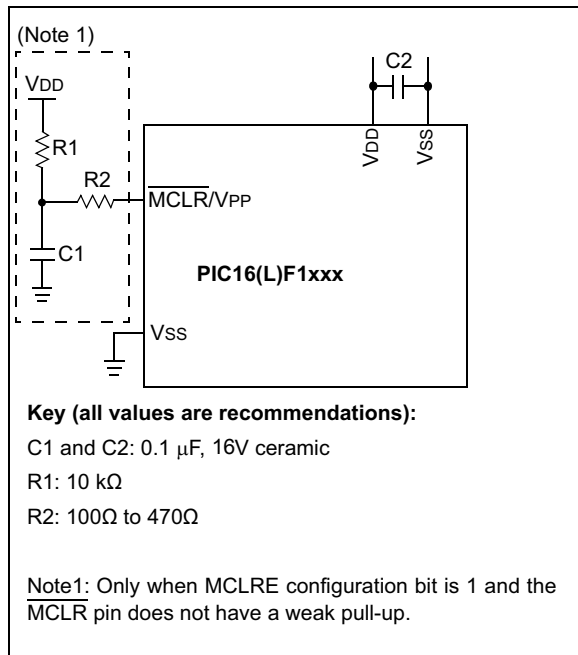 (Note 1)
C2
VDD
R1
VDD
VSS
R2
MCLR/VPP
C1
PIC16(L)F1xxx
VSS
Key (all values are recommendations):
C1 and C2: 0.1 μF, 16V ceramic
R1: 10 kΩ
R2: 100Ω to 470Ω
Note1: Only when MCLRE configuration bit is 1 and the
MCLR pin does not have a weak pull-up.